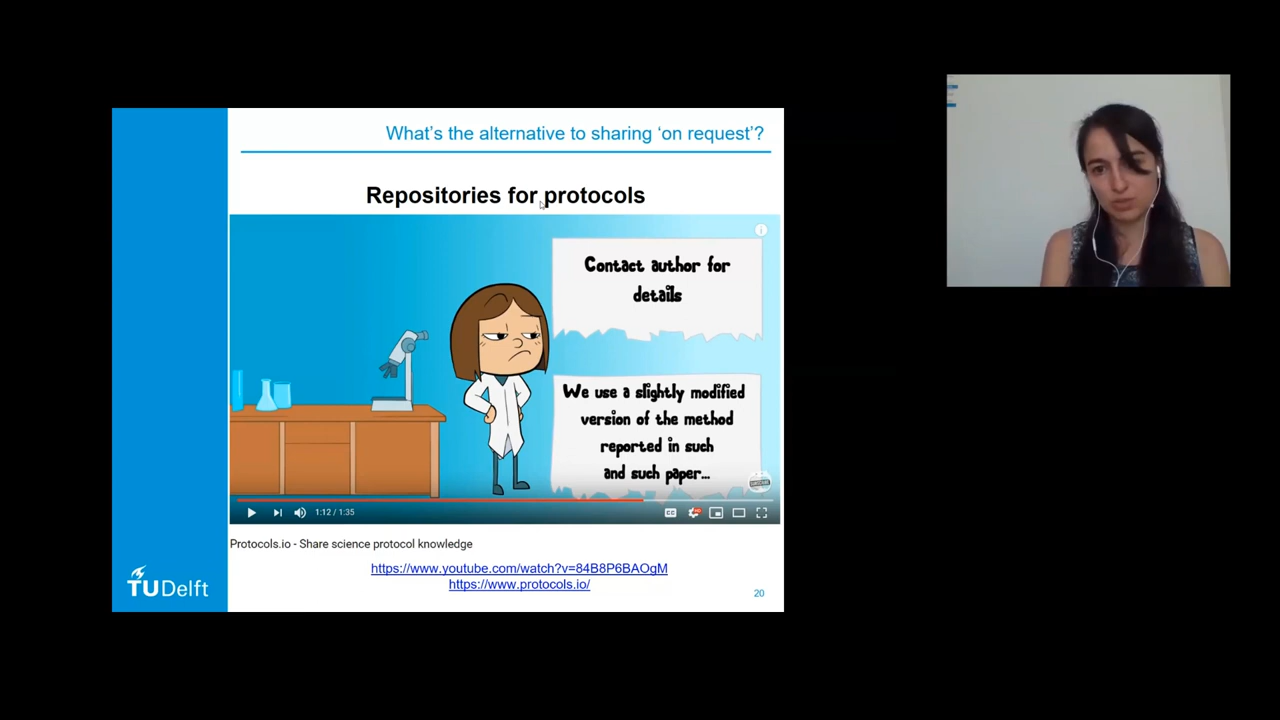 What's the alternative to sharing 'on request'?
Repositories for protocols
Contact author for
details
We use a slightly modified
version of the method
reported in such
and such paper...
1:12 / 1:35
CC
Protocols.io - Share science protocol knowledge
https://www.youtube.com/watch?v=84B8P6BAOgM
https://www.protocols.io/
TUDelft
20